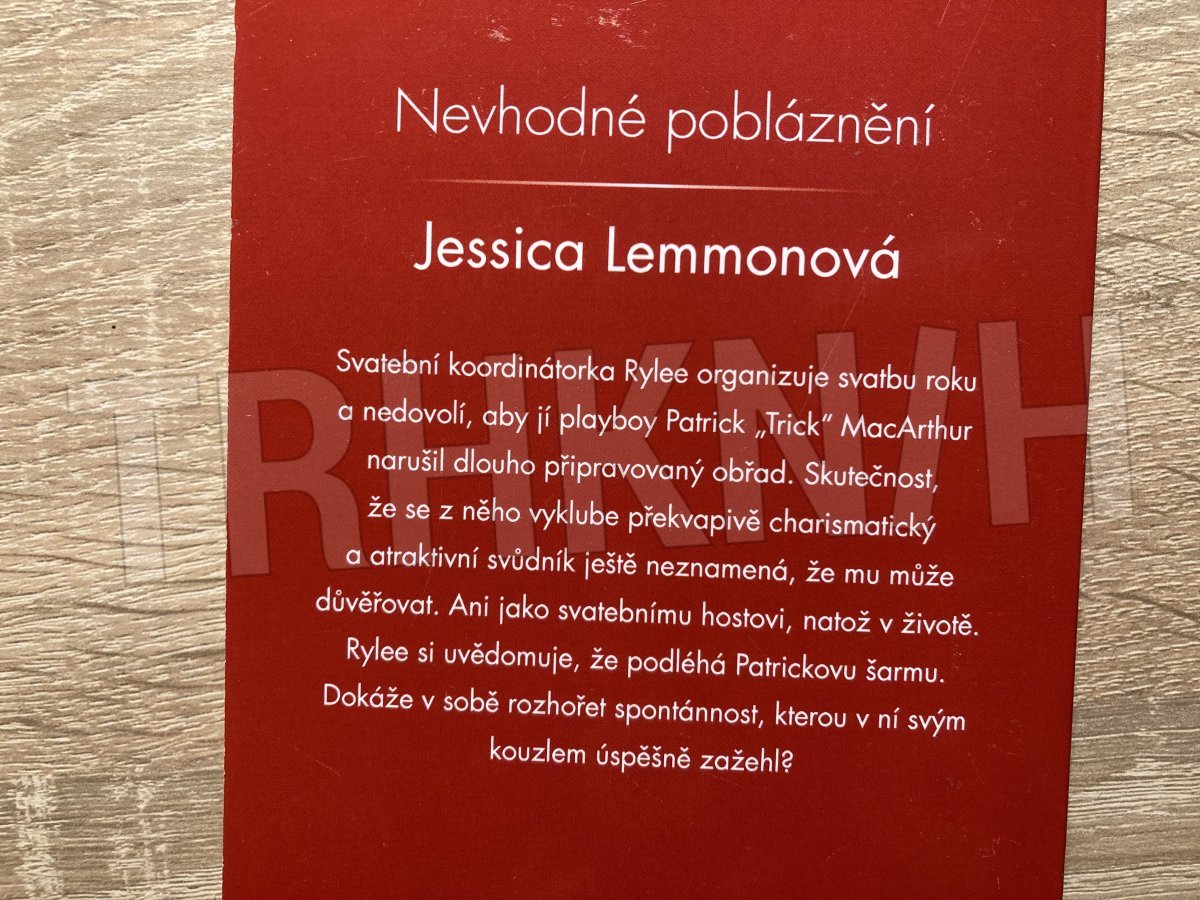 Nevhodné pobláznění
Jessica Lemmonová
Svatební koordinátorka Rylee organizuje svatbu roku
a nedovolí, aby jí playboy Patrick „Trick“ MacArthur
narušil dlouho připravovaný obřad. Skutečnost,
že se z něho vyklube překvapivě charismatický
a atraktivní svůdník ještě neznamená, že mu může
důvěřovat. Ani jako svatebnímu hostovi, natož v životě.
Rylee si uvědomuje, že podléhá Patrickovu šarmu.
Dokáže v sobě rozhořet spontánnost, kterou v ní svým
kouzlem úspěšně zažehl?
TRHKNIH